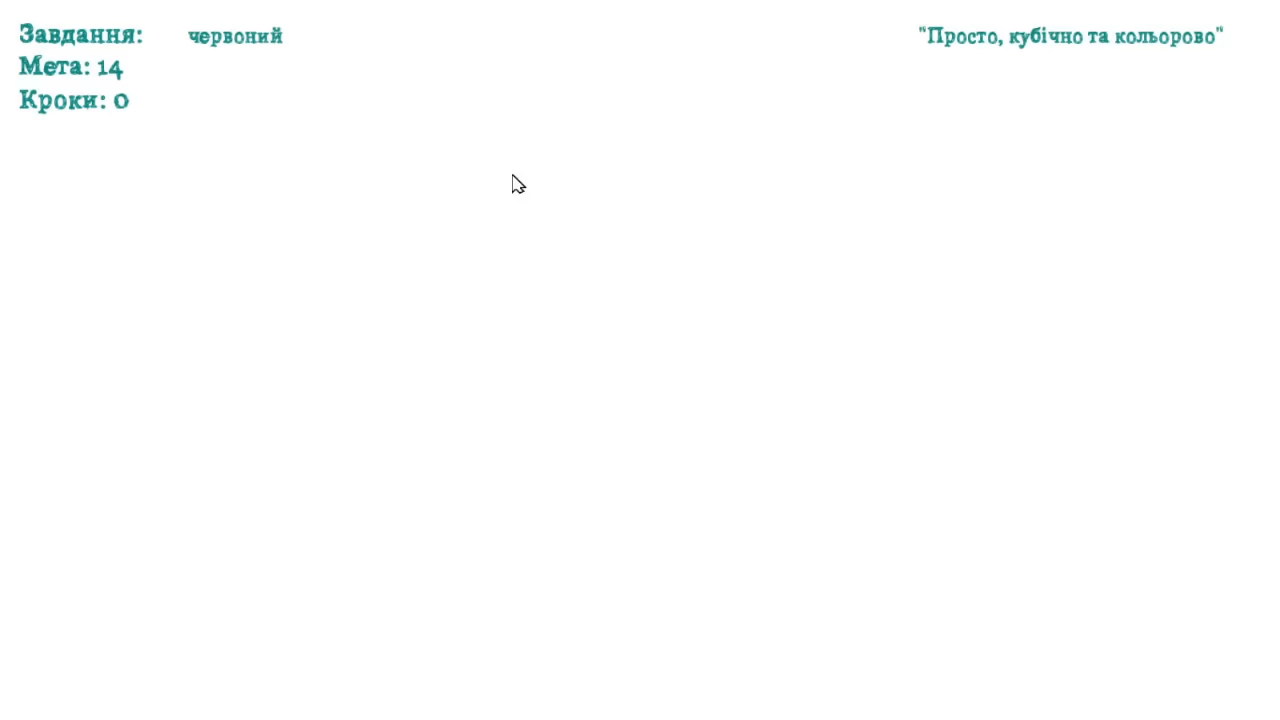 Завдання: червоний
"Просто, кубічно та кольорово"
Мета: 14
Кроки: 0